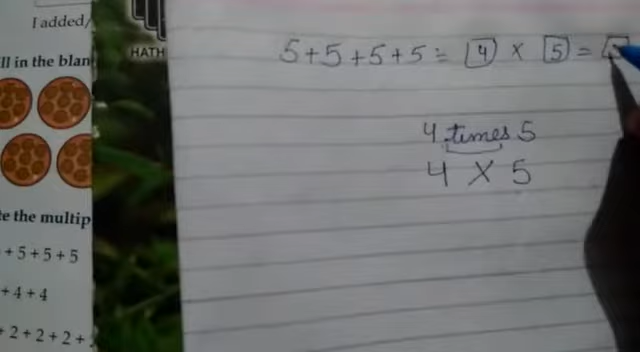 I added/
ll in the blan
HATH
te the multip
+ 5 + 5 + 5
+ 4 + 4
+ 2 + 2 + 2 +
5+5+5+5 = 4 × 5 =
4 times 5
4 × 5